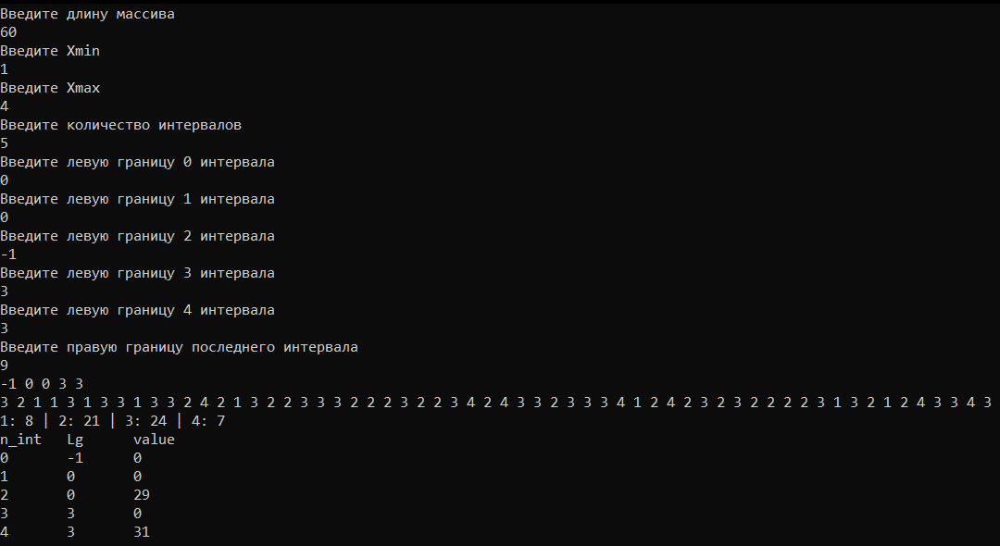 Введите длину массива
60
Введите Xmin
1
Введите Xmax
4
Введите количество интервалов
5
Введите левую границу 0 интервала
0
Введите левую границу 1 интервала
0
Введите левую границу 2 интервала
-1
Введите левую границу 3 интервала
3
Введите левую границу 4 интервала
3
Введите правую границу последнего интервала
9
-1 0 0 3 3
3 2 1 1 3 1 3 3 1 3 3 2 4 2 1 3 2 2 3 3 3 2 2 2 3 2 2 3 4 2 4 3 3 2 3 3 3 4 1 2 4 2 3 2 3 2 2 2 2 3 1 3 2 1 2 4 3 3 4 3
1: 8 | 2: 21 | 3: 24 | 4: 7
n_int Lg value
0 -1 0
1 0 0
2 0 29
3 3 0
4 3 31